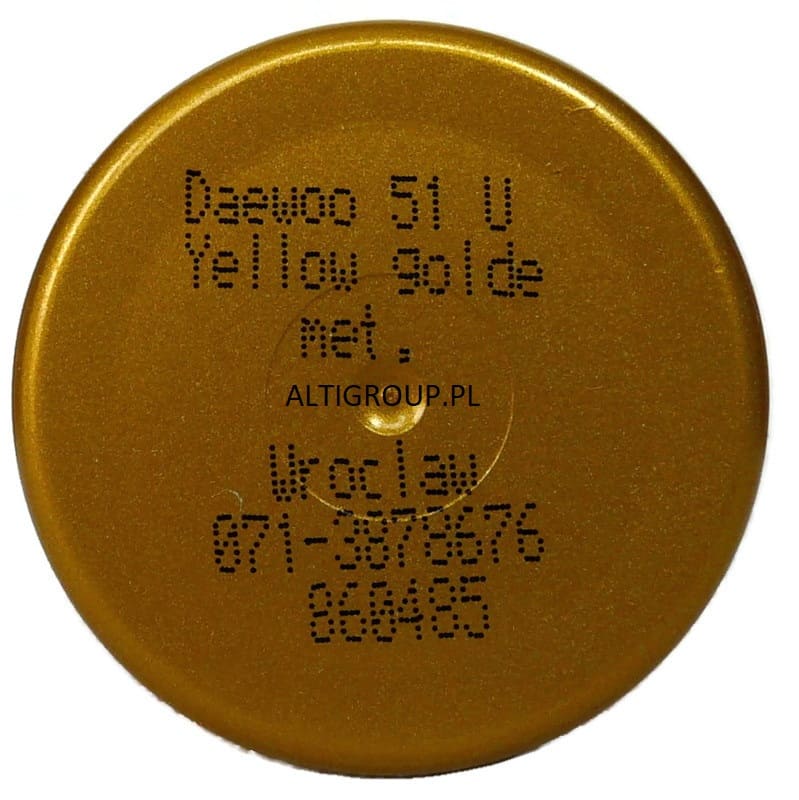 Daewoo 51 U
Yellow golde
met.
ALTIGROUP.PL
Wroclaw
071-3878676
860485